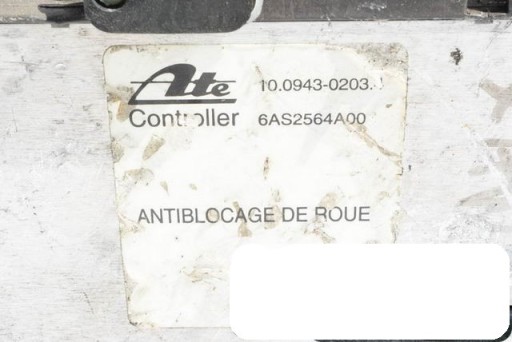 Ate 10.0943-0203.
Controller 6AS2564A00
ANTIBLOCAGE DE ROUE